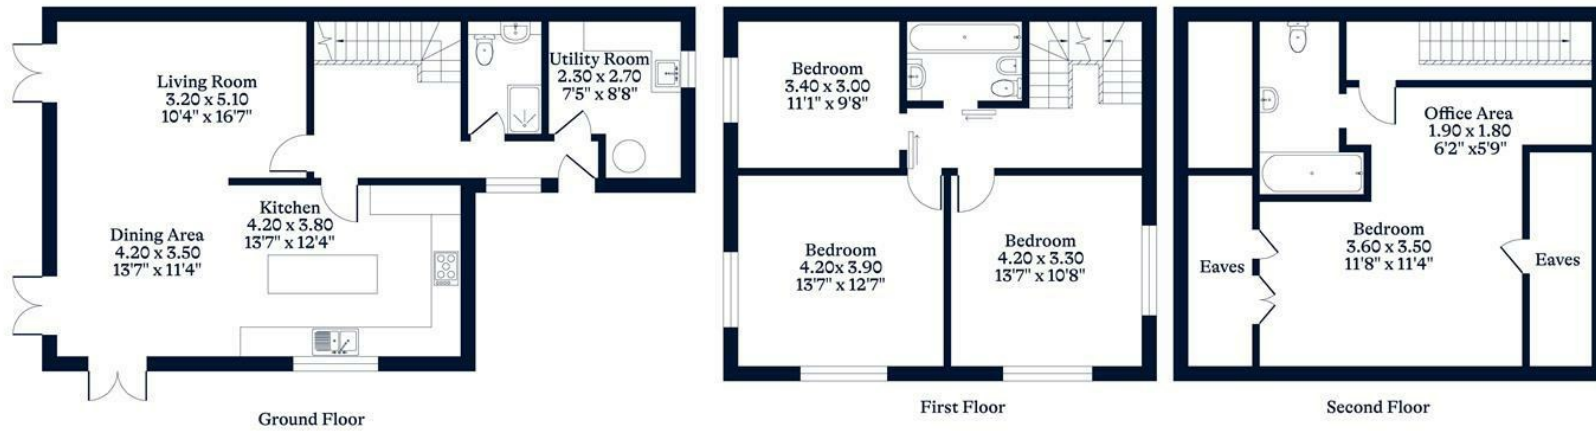 Living Room
3.20 x 5.10
10'4" x 16'7"
Utility Room
2.30 x 2.70
7'5" x 8'8"
Kitchen
4.20 x 3.80
13'7" x 12'4"
Dining Area
4.20 x 3.50
13'7" x 11'4"
Ground Floor
Bedroom
3.40 x 3.00
11'1" x 9'8"
Bedroom
4.20x 3.90
13'7" x 12'7"
Bedroom
4.20 x 3.30
13'7" x 10'8"
First Floor
Office Area
1.90 x 1.80
6'2" x5'9"
Eaves
Bedroom
3.60 x 3.50
11'8" x 11'4"
Eaves
Second Floor